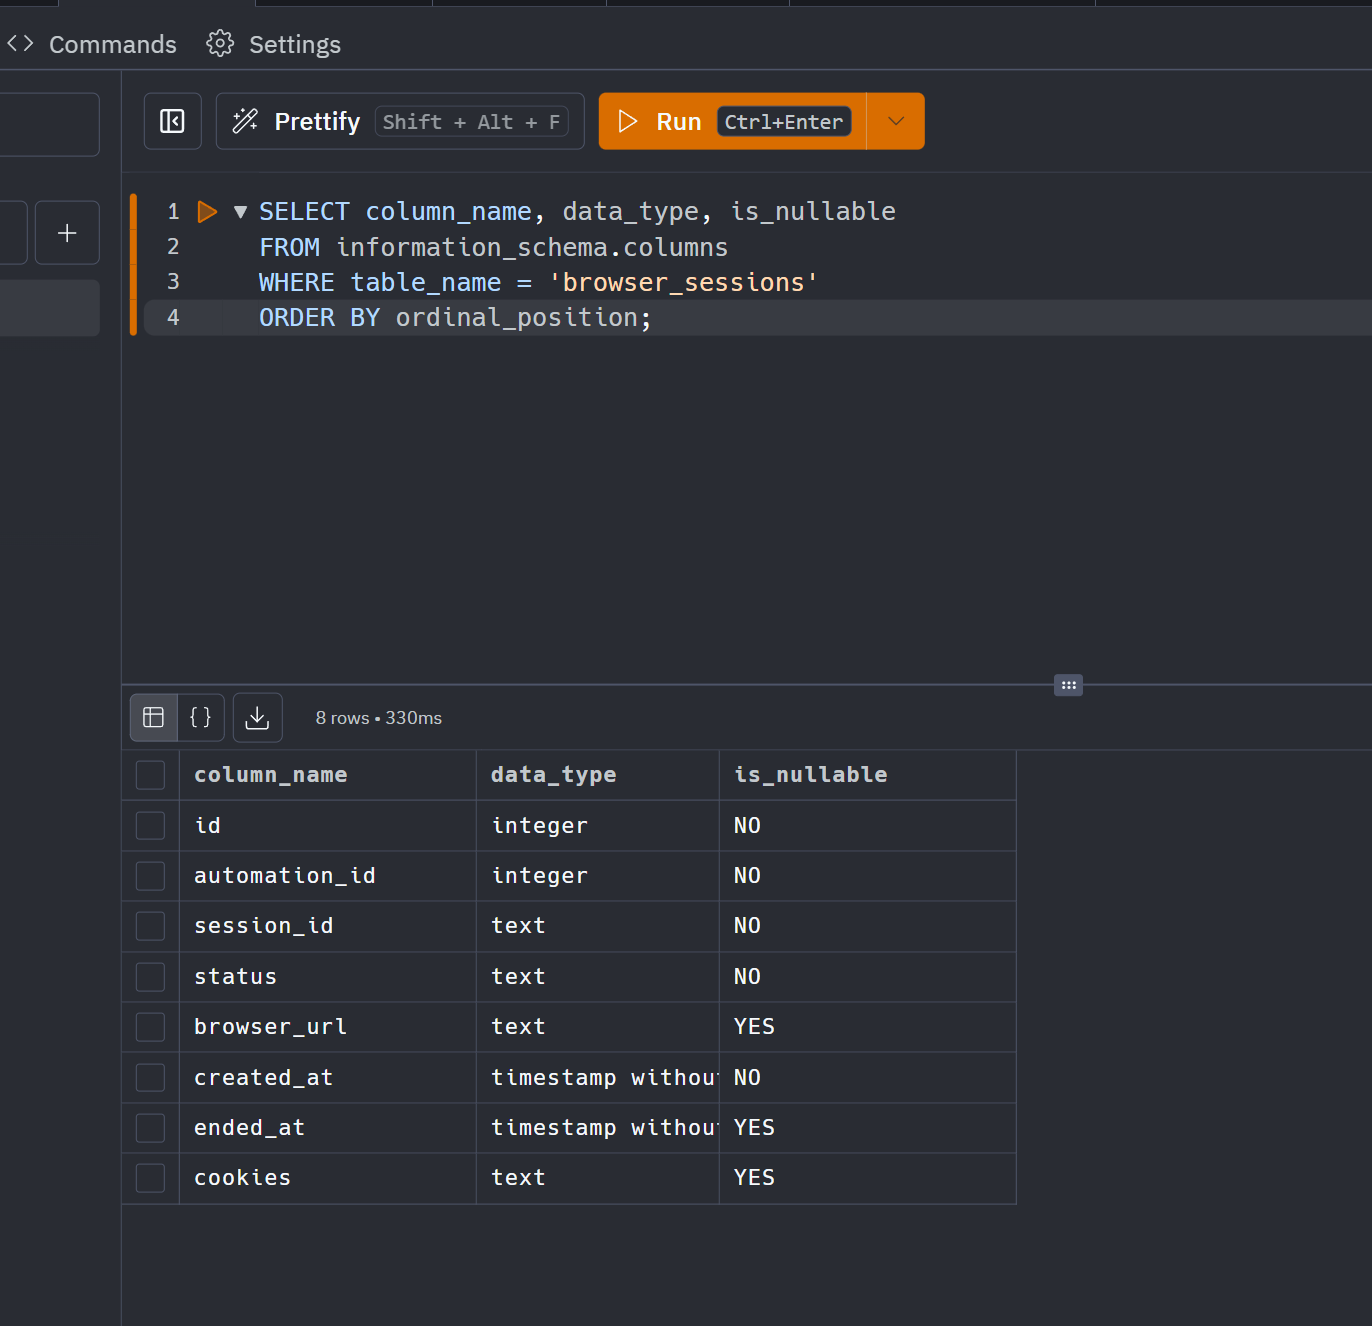 <> Commands Settings
Prettify Shift + Alt + F Run Ctrl+Enter
1 SELECT column_name, data_type, is_nullable
2 FROM information_schema.columns
3 WHERE table_name = 'browser_sessions'
4 ORDER BY ordinal_position;
{} 8 rows • 330ms
column_name data_type is_nullable
id integer NO
automation_id integer NO
session_id text NO
status text NO
browser_url text YES
created_at timestamp without NO
ended_at timestamp without YES
cookies text YES